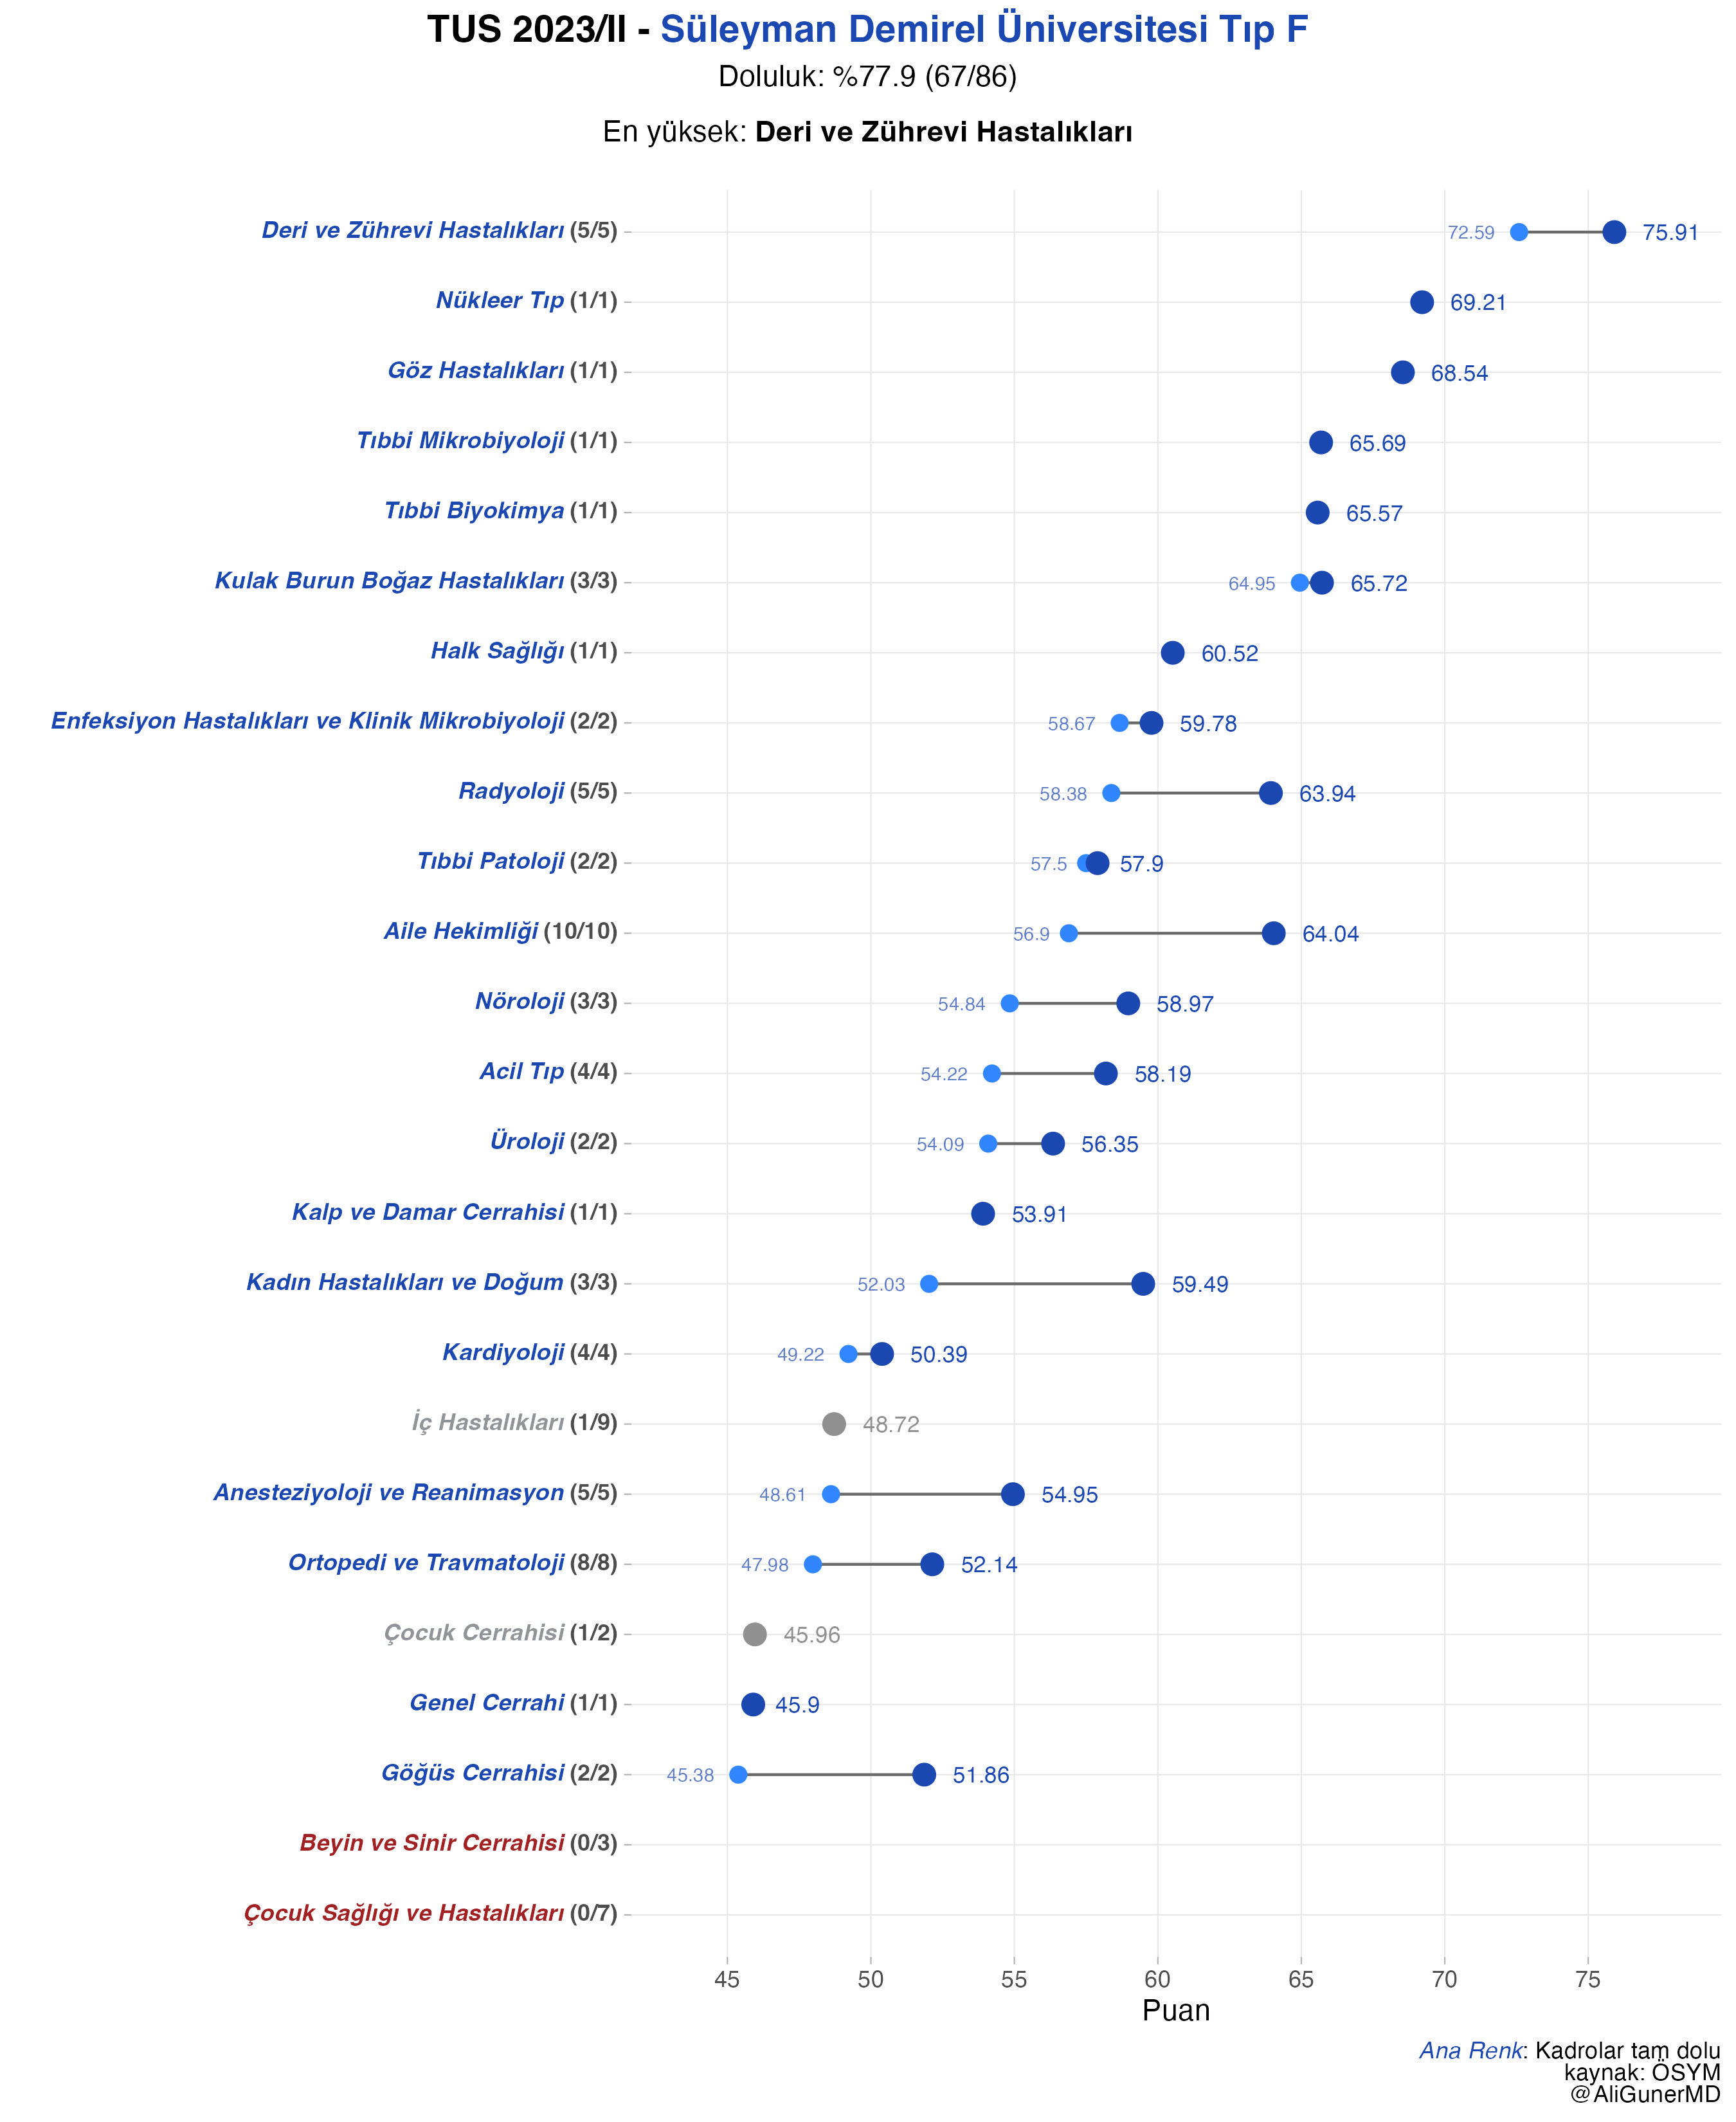 TUS 2023/II - Süleyman Demirel Üniversitesi Tıp F
Doluluk: %77.9 (67/86)
En yüksek: Deri ve Zührevi Hastalıkları
Deri ve Zührevi Hastalıkları (5/5) 72.59 75.91
Nükleer Tıp (1/1) 69.21
Göz Hastalıkları (1/1) 68.54
Tıbbi Mikrobiyoloji (1/1) 65.69
Tıbbi Biyokimya (1/1) 65.57
Kulak Burun Boğaz Hastalıkları (3/3) 64.95 65.72
Halk Sağlığı (1/1) 60.52
Enfeksiyon Hastalıkları ve Klinik Mikrobiyoloji (2/2) 58.67 59.78
Radyoloji (5/5) 58.38 63.94
Tıbbi Patoloji (2/2) 57.5 57.9
Aile Hekimliği (10/10) 56.9 64.04
Nöroloji (3/3) 54.84 58.97
Acil Tıp (4/4) 54.22 58.19
Üroloji (2/2) 54.09 56.35
Kalp ve Damar Cerrahisi (1/1) 53.91
Kadın Hastalıkları ve Doğum (3/3) 52.03 59.49
Kardiyoloji (4/4) 49.22 50.39
İç Hastalıkları (1/9) 48.72
Anesteziyoloji ve Reanimasyon (5/5) 48.61 54.95
Ortopedi ve Travmatoloji (8/8) 47.98 52.14
Çocuk Cerrahisi (1/2) 45.96
Genel Cerrahi (1/1) 45.9
Göğüs Cerrahisi (2/2) 45.38 51.86
Beyin ve Sinir Cerrahisi (0/3)
Çocuk Sağlığı ve Hastalıkları (0/7)
45 50 55 60 65 70 75
Puan
Ana Renk: Kadrolar tam dolu
kaynak: ÖSYM
@AliGunerMD